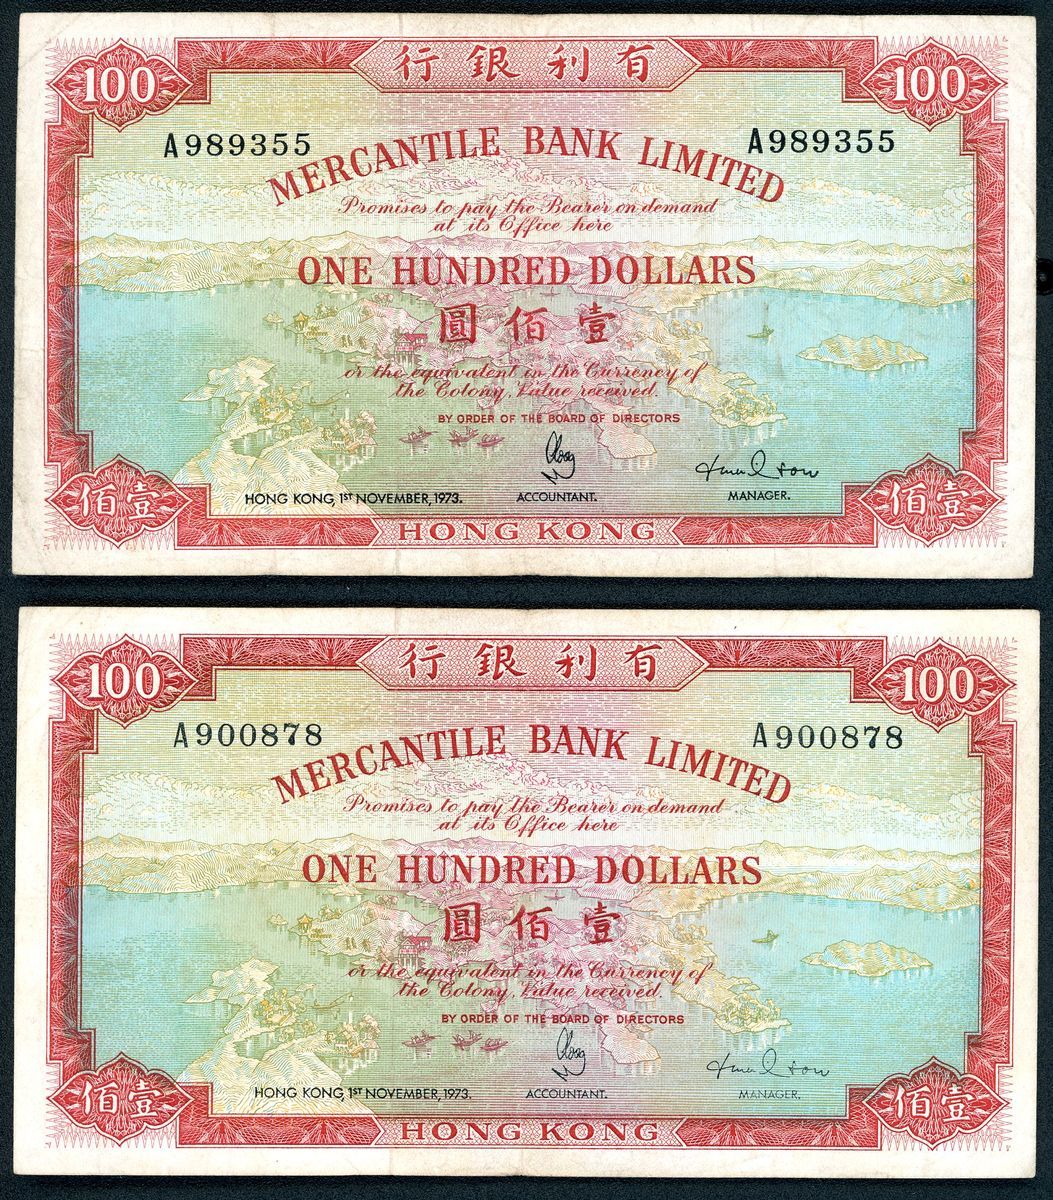 行銀利有
100 100
A989355 A989355
MERCANTILE BANK LIMITED
Promises to pay the Bearer on demand
at its Office here
ONE HUNDRED DOLLARS
圓佰壹
or the equivalent in the Currency of
the Colony, Value received.
BY ORDER OF THE BOARD OF DIRECTORS
HONG KONG, 1ST NOVEMBER, 1973. ACCOUNTANT. MANAGER.
佰壹 佰壹
HONG KONG
行銀利有
100 100
A900878 A900878
MERCANTILE BANK LIMITED
Promises to pay the Bearer on demand
at its Office here
ONE HUNDRED DOLLARS
圓佰壹
or the equivalent in the Currency of
the Colony, Value received.
BY ORDER OF THE BOARD OF DIRECTORS
HONG KONG, 1ST NOVEMBER, 1973. ACCOUNTANT. MANAGER.
佰壹 佰壹
HONG KONG